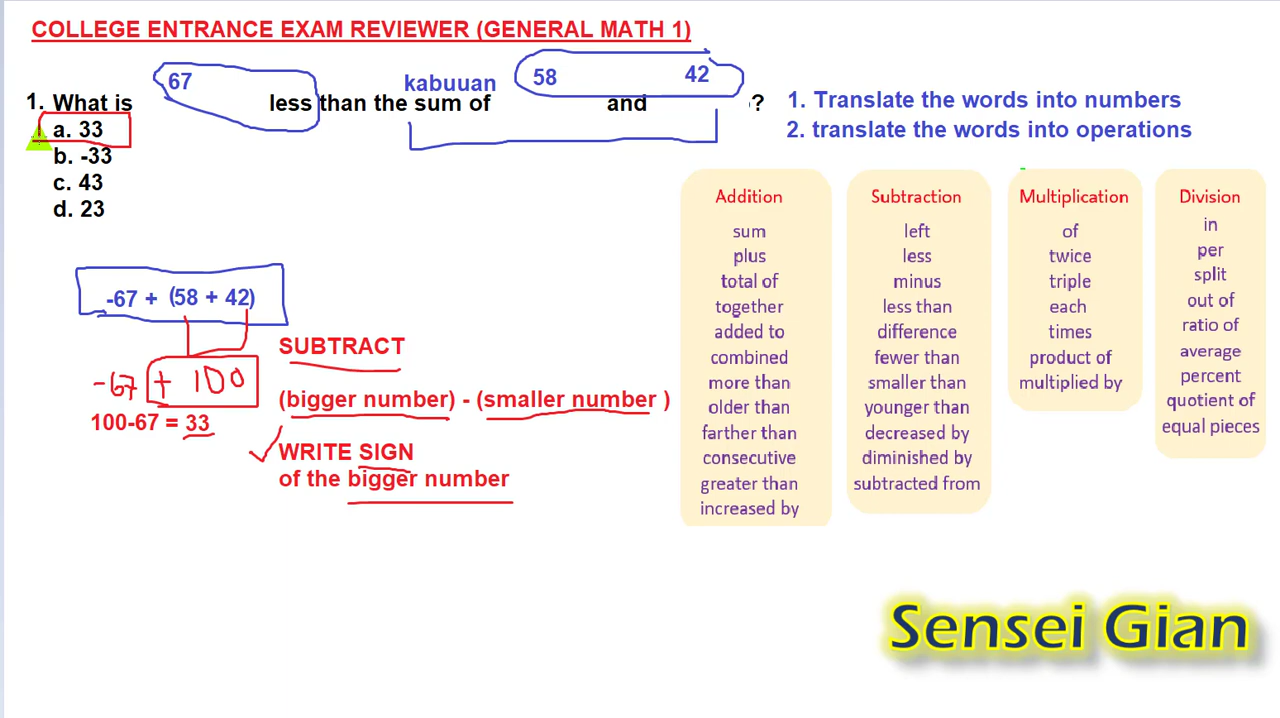 COLLEGE ENTRANCE EXAM REVIEWER (GENERAL MATH 1)
67 kabuuan 58 42
1. What is less than the sum of and ?
a. 33
b. -33
c. 43
d. 23
1. Translate the words into numbers
2. translate the words into operations
-67 + (58 + 42)
-67 + 100
100-67 = 33
SUBTRACT
(bigger number) - (smaller number )
WRITE SIGN
of the bigger number
Addition
sum
plus
total of
together
added to
combined
more than
older than
farther than
consecutive
greater than
increased by
Subtraction
left
less
minus
less than
difference
fewer than
smaller than
younger than
decreased by
diminished by
subtracted from
Multiplication
of
twice
triple
each
times
product of
multiplied by
Division
in
per
split
out of
ratio of
average
percent
quotient of
equal pieces
Sensei Gian